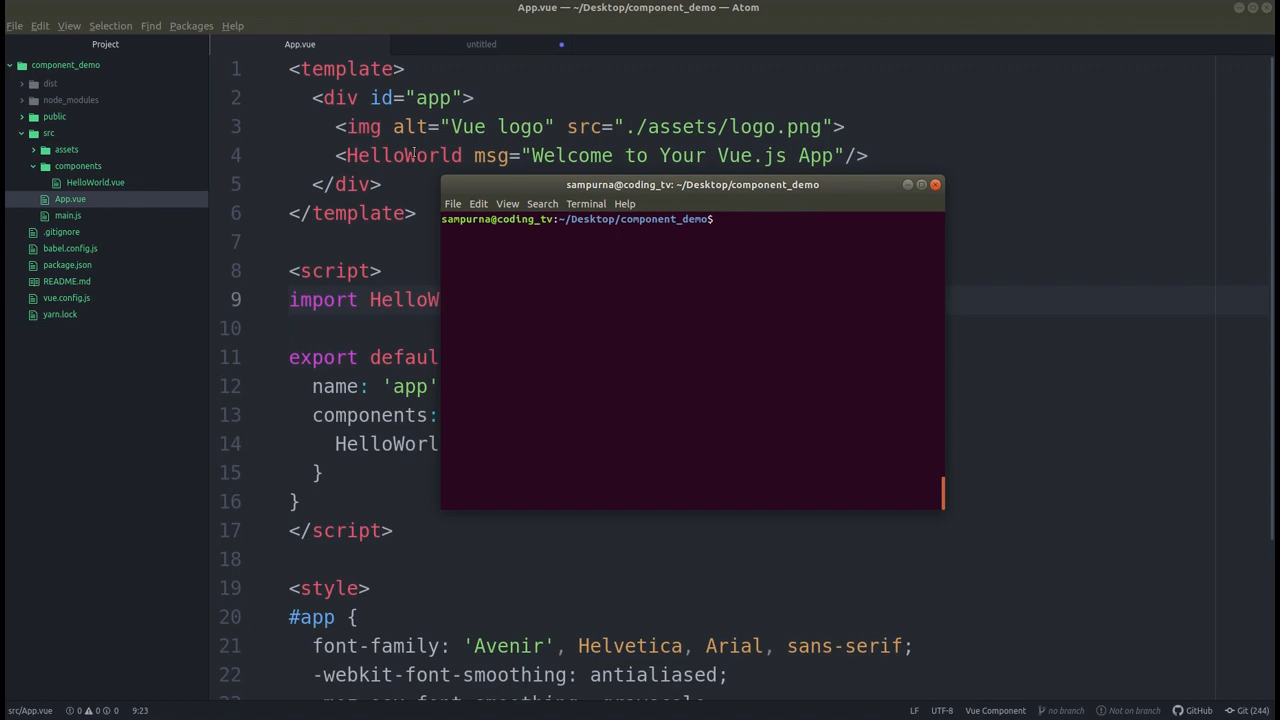 App.vue — ~/Desktop/component_demo — Atom
File Edit View Selection Find Packages Help
Project
component_demo
dist
node_modules
public
src
assets
components
HelloWorld.vue
App.vue
main.js
.gitignore
babel.config.js
package.json
README.md
vue.config.js
yarn.lock
App.vue untitled
1 <template>
2 <div id="app">
3 <img alt="Vue logo" src="./assets/logo.png">
4 <HelloWorld msg="Welcome to Your Vue.js App"/>
5 </div>
6 </template>
7
8 <script>
9 import HelloW
10
11 export defaul
12 name: 'app'
13 components:
14 HelloWorl
15 }
16 }
17 </script>
18
19 <style>
20 #app {
21 font-family: 'Avenir', Helvetica, Arial, sans-serif;
22 -webkit-font-smoothing: antialiased;
sampurna@coding_tv: ~/Desktop/component_demo
File Edit View Search Terminal Help
sampurna@coding_tv:~/Desktop/component_demo$
src/App.vue 0 0 0 9:23 LF UTF-8 Vue Component no branch Not on branch GitHub Git (244)